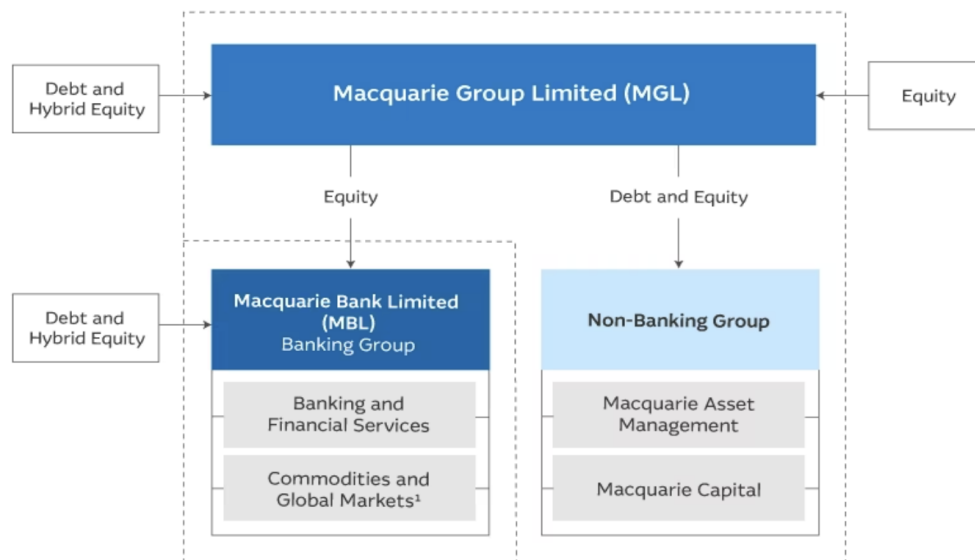 Macquarie Group Limited (MGL)
Debt and
Hybrid Equity
Equity
Equity
Debt and Equity
Debt and
Hybrid Equity
Macquarie Bank Limited
(MBL)
Banking Group
Non-Banking Group
Banking and
Financial Services
Macquarie Asset
Management
Commodities and
Global Markets¹
Macquarie Capital